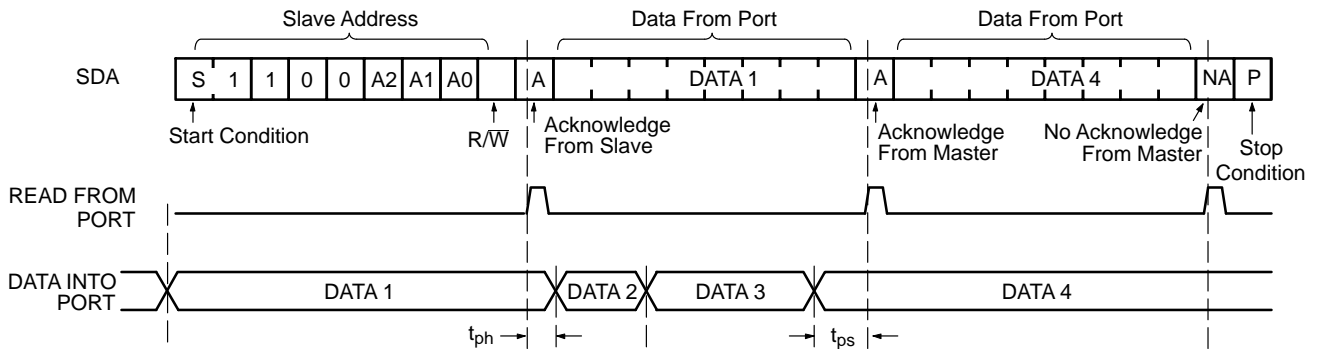 Slave Address Data From Port Data From Port
SDA S 1 1 0 0 A2 A1 A0 A DATA 1 A DATA 4 NA P
Start Condition
R/W̅
Acknowledge
From Slave
Acknowledge
From Master
No Acknowledge
From Master
Stop
Condition
READ FROM
PORT
DATA INTO
PORT
DATA 1 DATA 2 DATA 3 DATA 4
tph tps